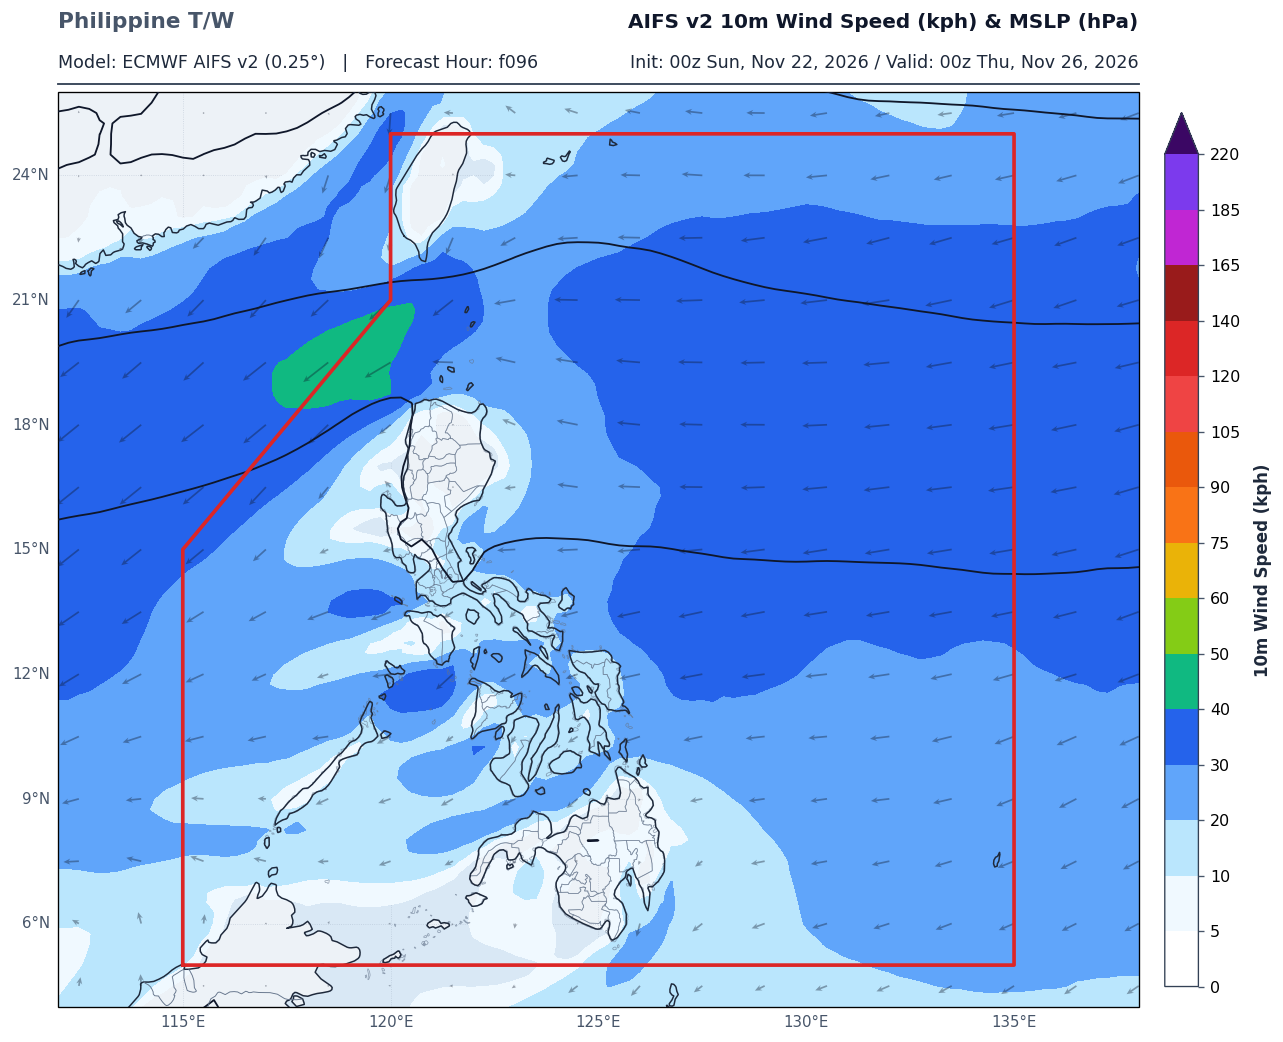 Philippine T/W
AIFS v2 10m Wind Speed (kph) & MSLP (hPa)
Model: ECMWF AIFS v2 (0.25°) | Forecast Hour: f096
Init: 00z Sun, Nov 22, 2026 / Valid: 00z Thu, Nov 26, 2026
24°N
21°N
18°N
15°N
12°N
9°N
6°N
115°E
120°E
125°E
130°E
135°E
220
185
165
140
120
105
90
75
60
50
40
30
20
10
5
0
10m Wind Speed (kph)